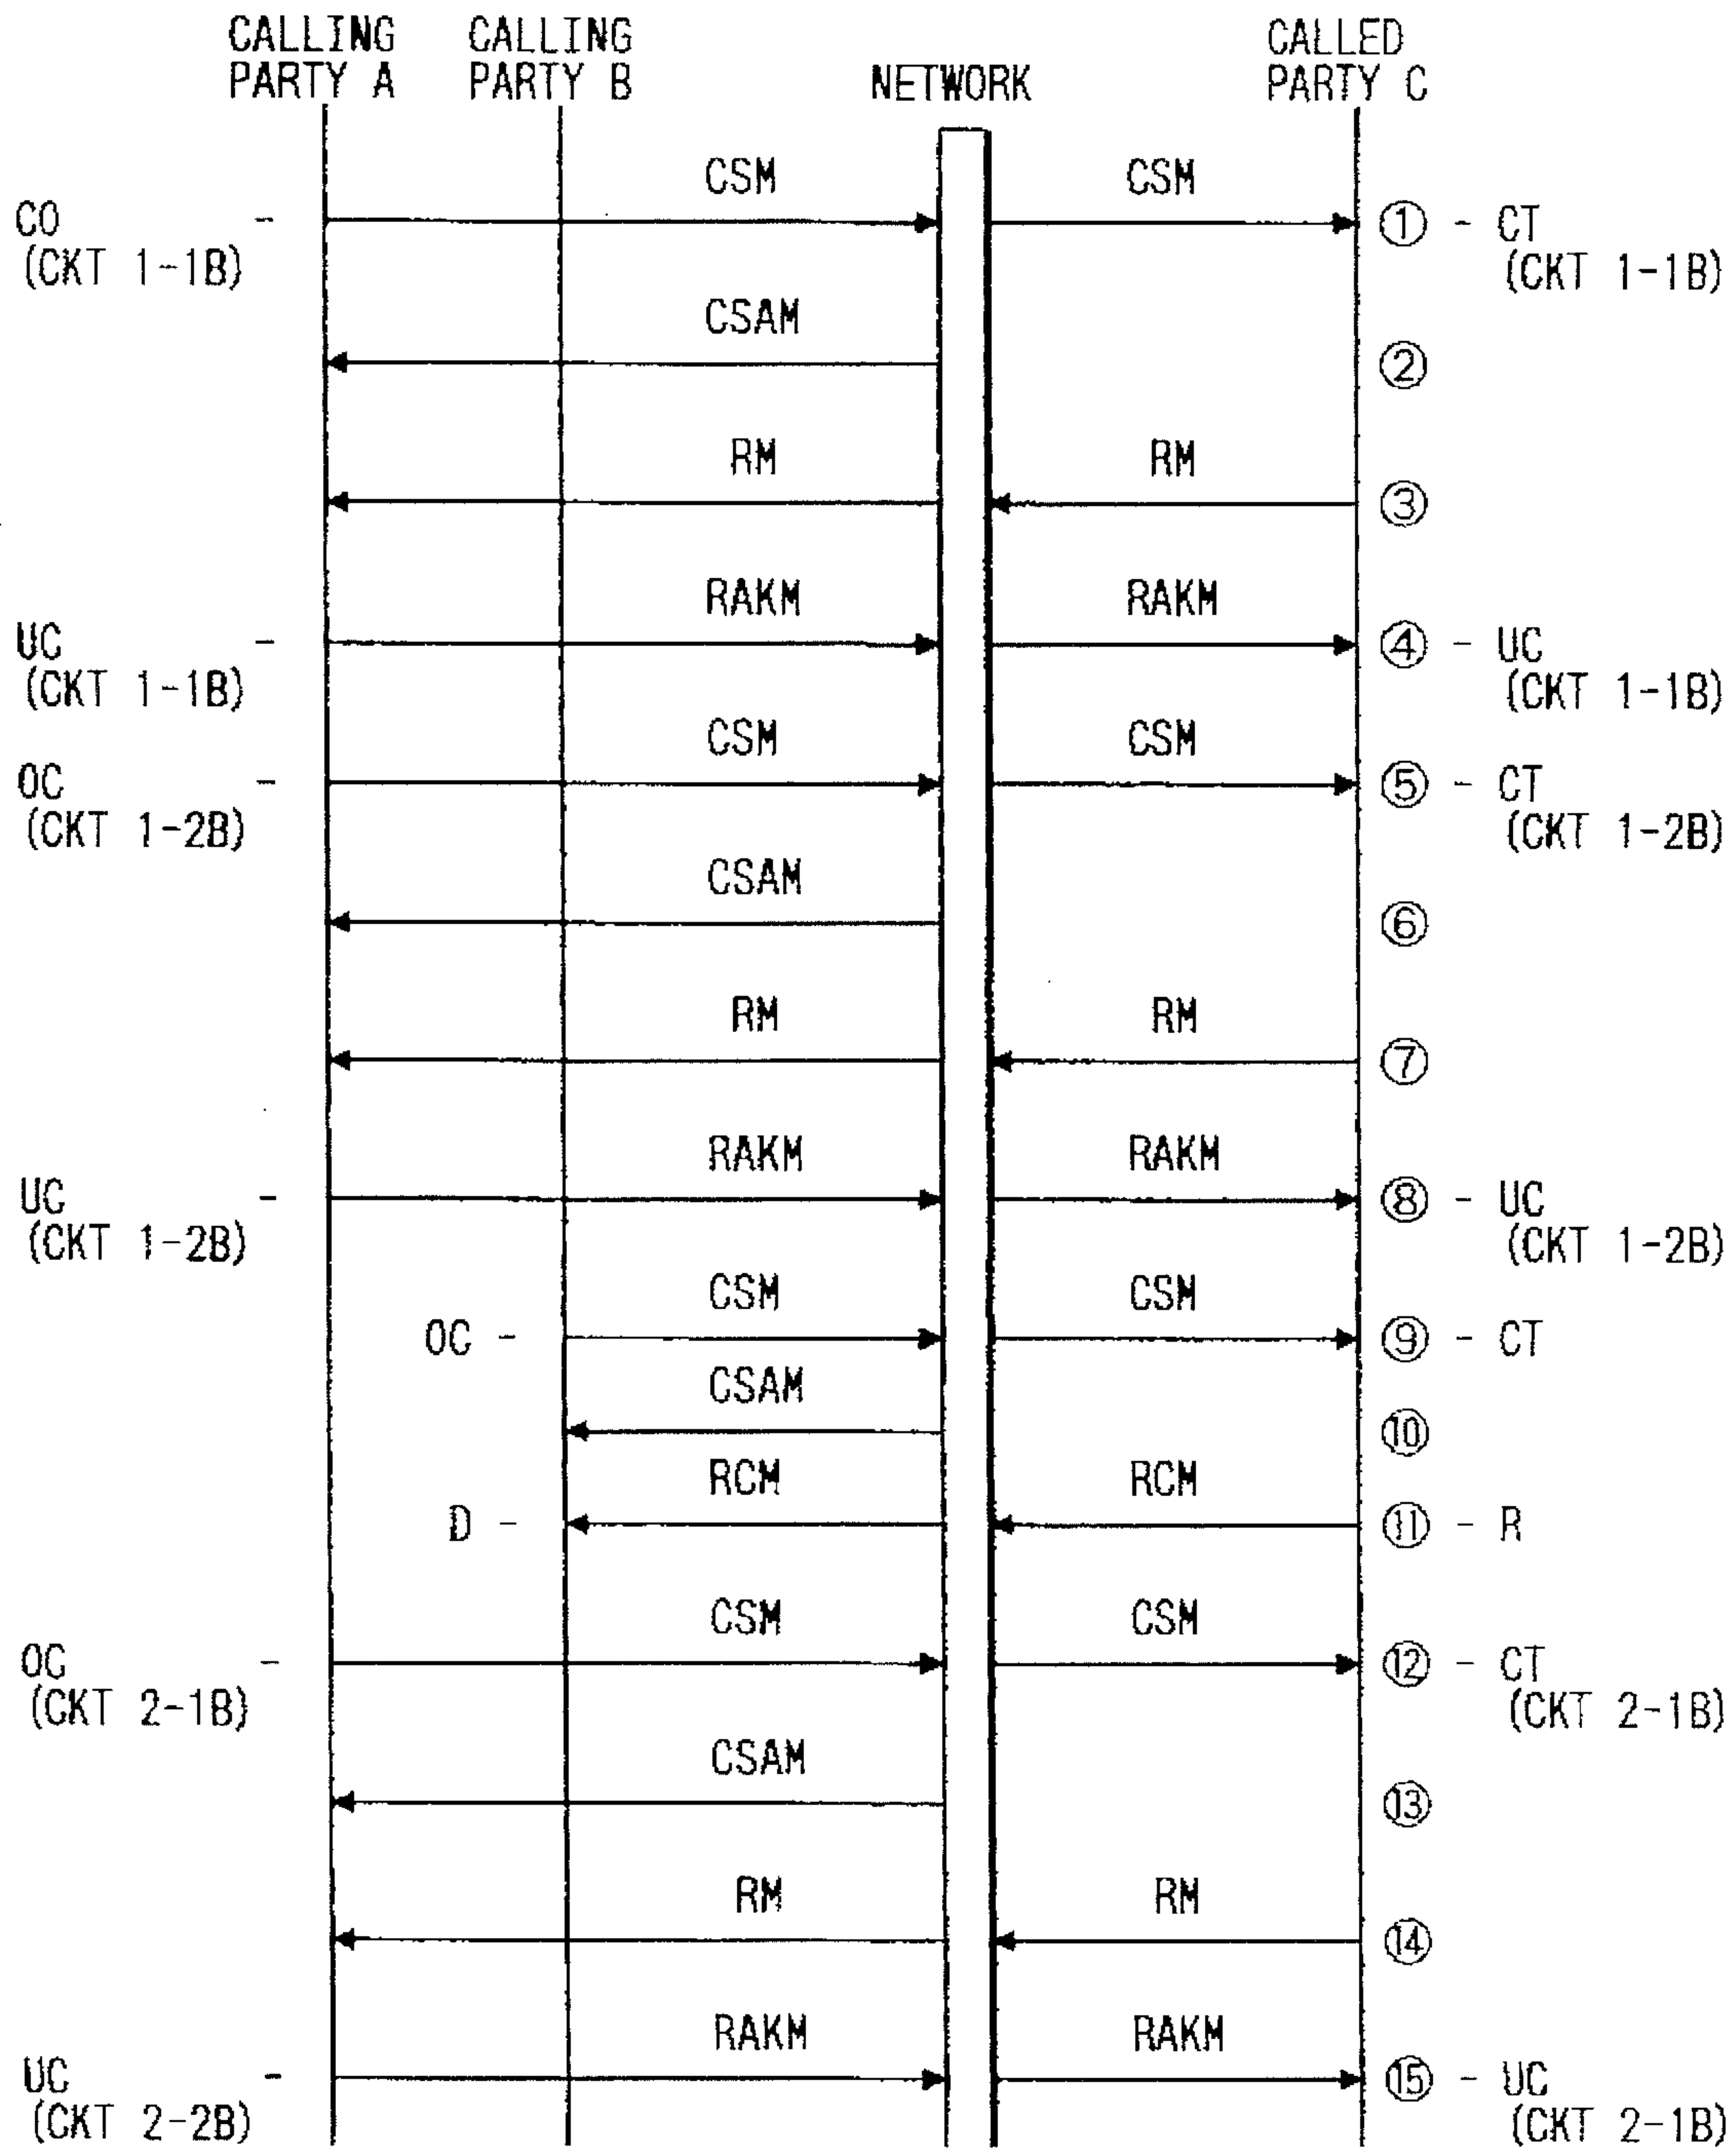 CALLING PARTY A
CALLING PARTY B
NETWORK
CALLED PARTY C
CSM CSM
CO (CKT 1-1B) - ① - CT (CKT 1-1B)
CSAM
②
RM RM
③
RAKM RAKM
UC (CKT 1-1B) - ④ - UC (CKT 1-1B)
CSM CSM
OC (CKT 1-2B) - ⑤ - CT (CKT 1-2B)
CSAM
⑥
RM RM
⑦
RAKM RAKM
UC (CKT 1-2B) - ⑧ - UC (CKT 1-2B)
CSM CSM
OC - ⑨ - CT
CSAM
⑩
RCM RCM
D - ⑪ - R
CSM CSM
OC (CKT 2-1B) - ⑫ - CT (CKT 2-1B)
CSAM
⑬
RM RM
⑭
RAKM RAKM
UC (CKT 2-2B) - ⑮ - UC (CKT 2-1B)